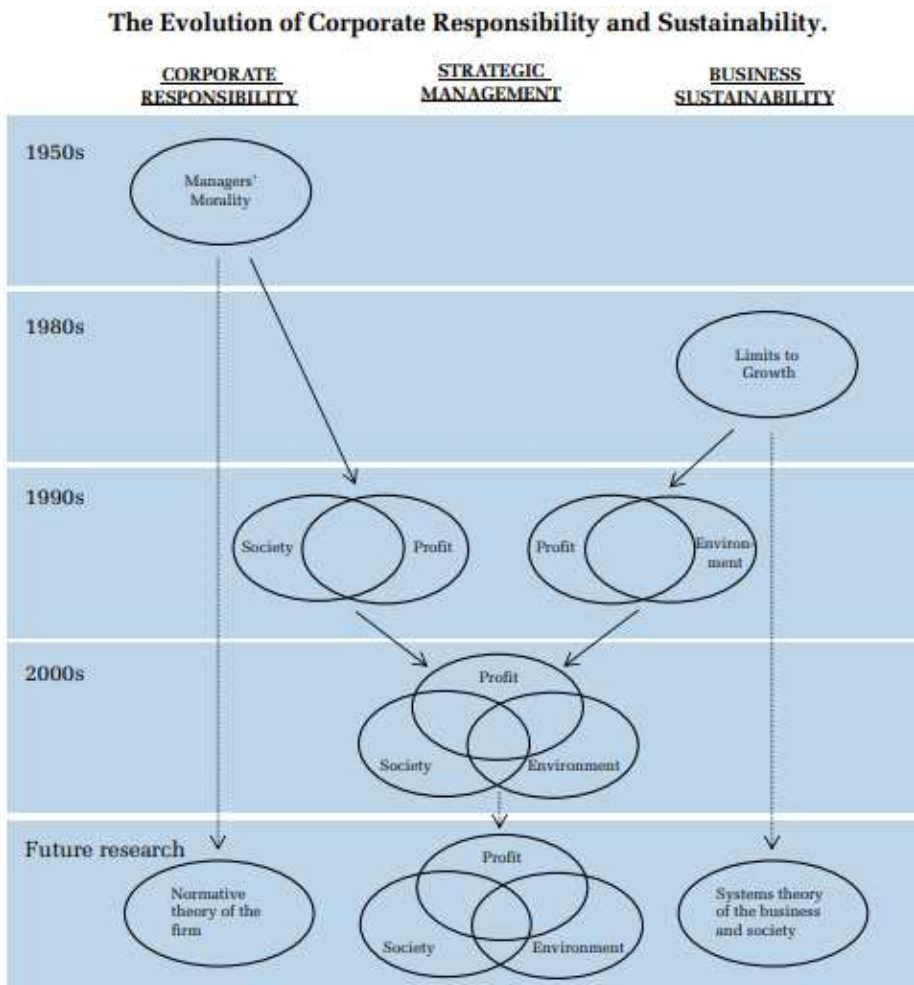 The Evolution of Corporate Responsibility and Sustainability.
CORPORATE
RESPONSIBILITY
STRATEGIC
MANAGEMENT
BUSINESS
SUSTAINABILITY
1950s
Managers'
Morality
1980s
Limits to
Growth
1990s
Society
Profit
Profit
Environ-
ment
2000s
Profit
Society
Environment
Future research
Normative
theory of the
firm
Profit
Society
Environment
Systems theory
of the business
and society